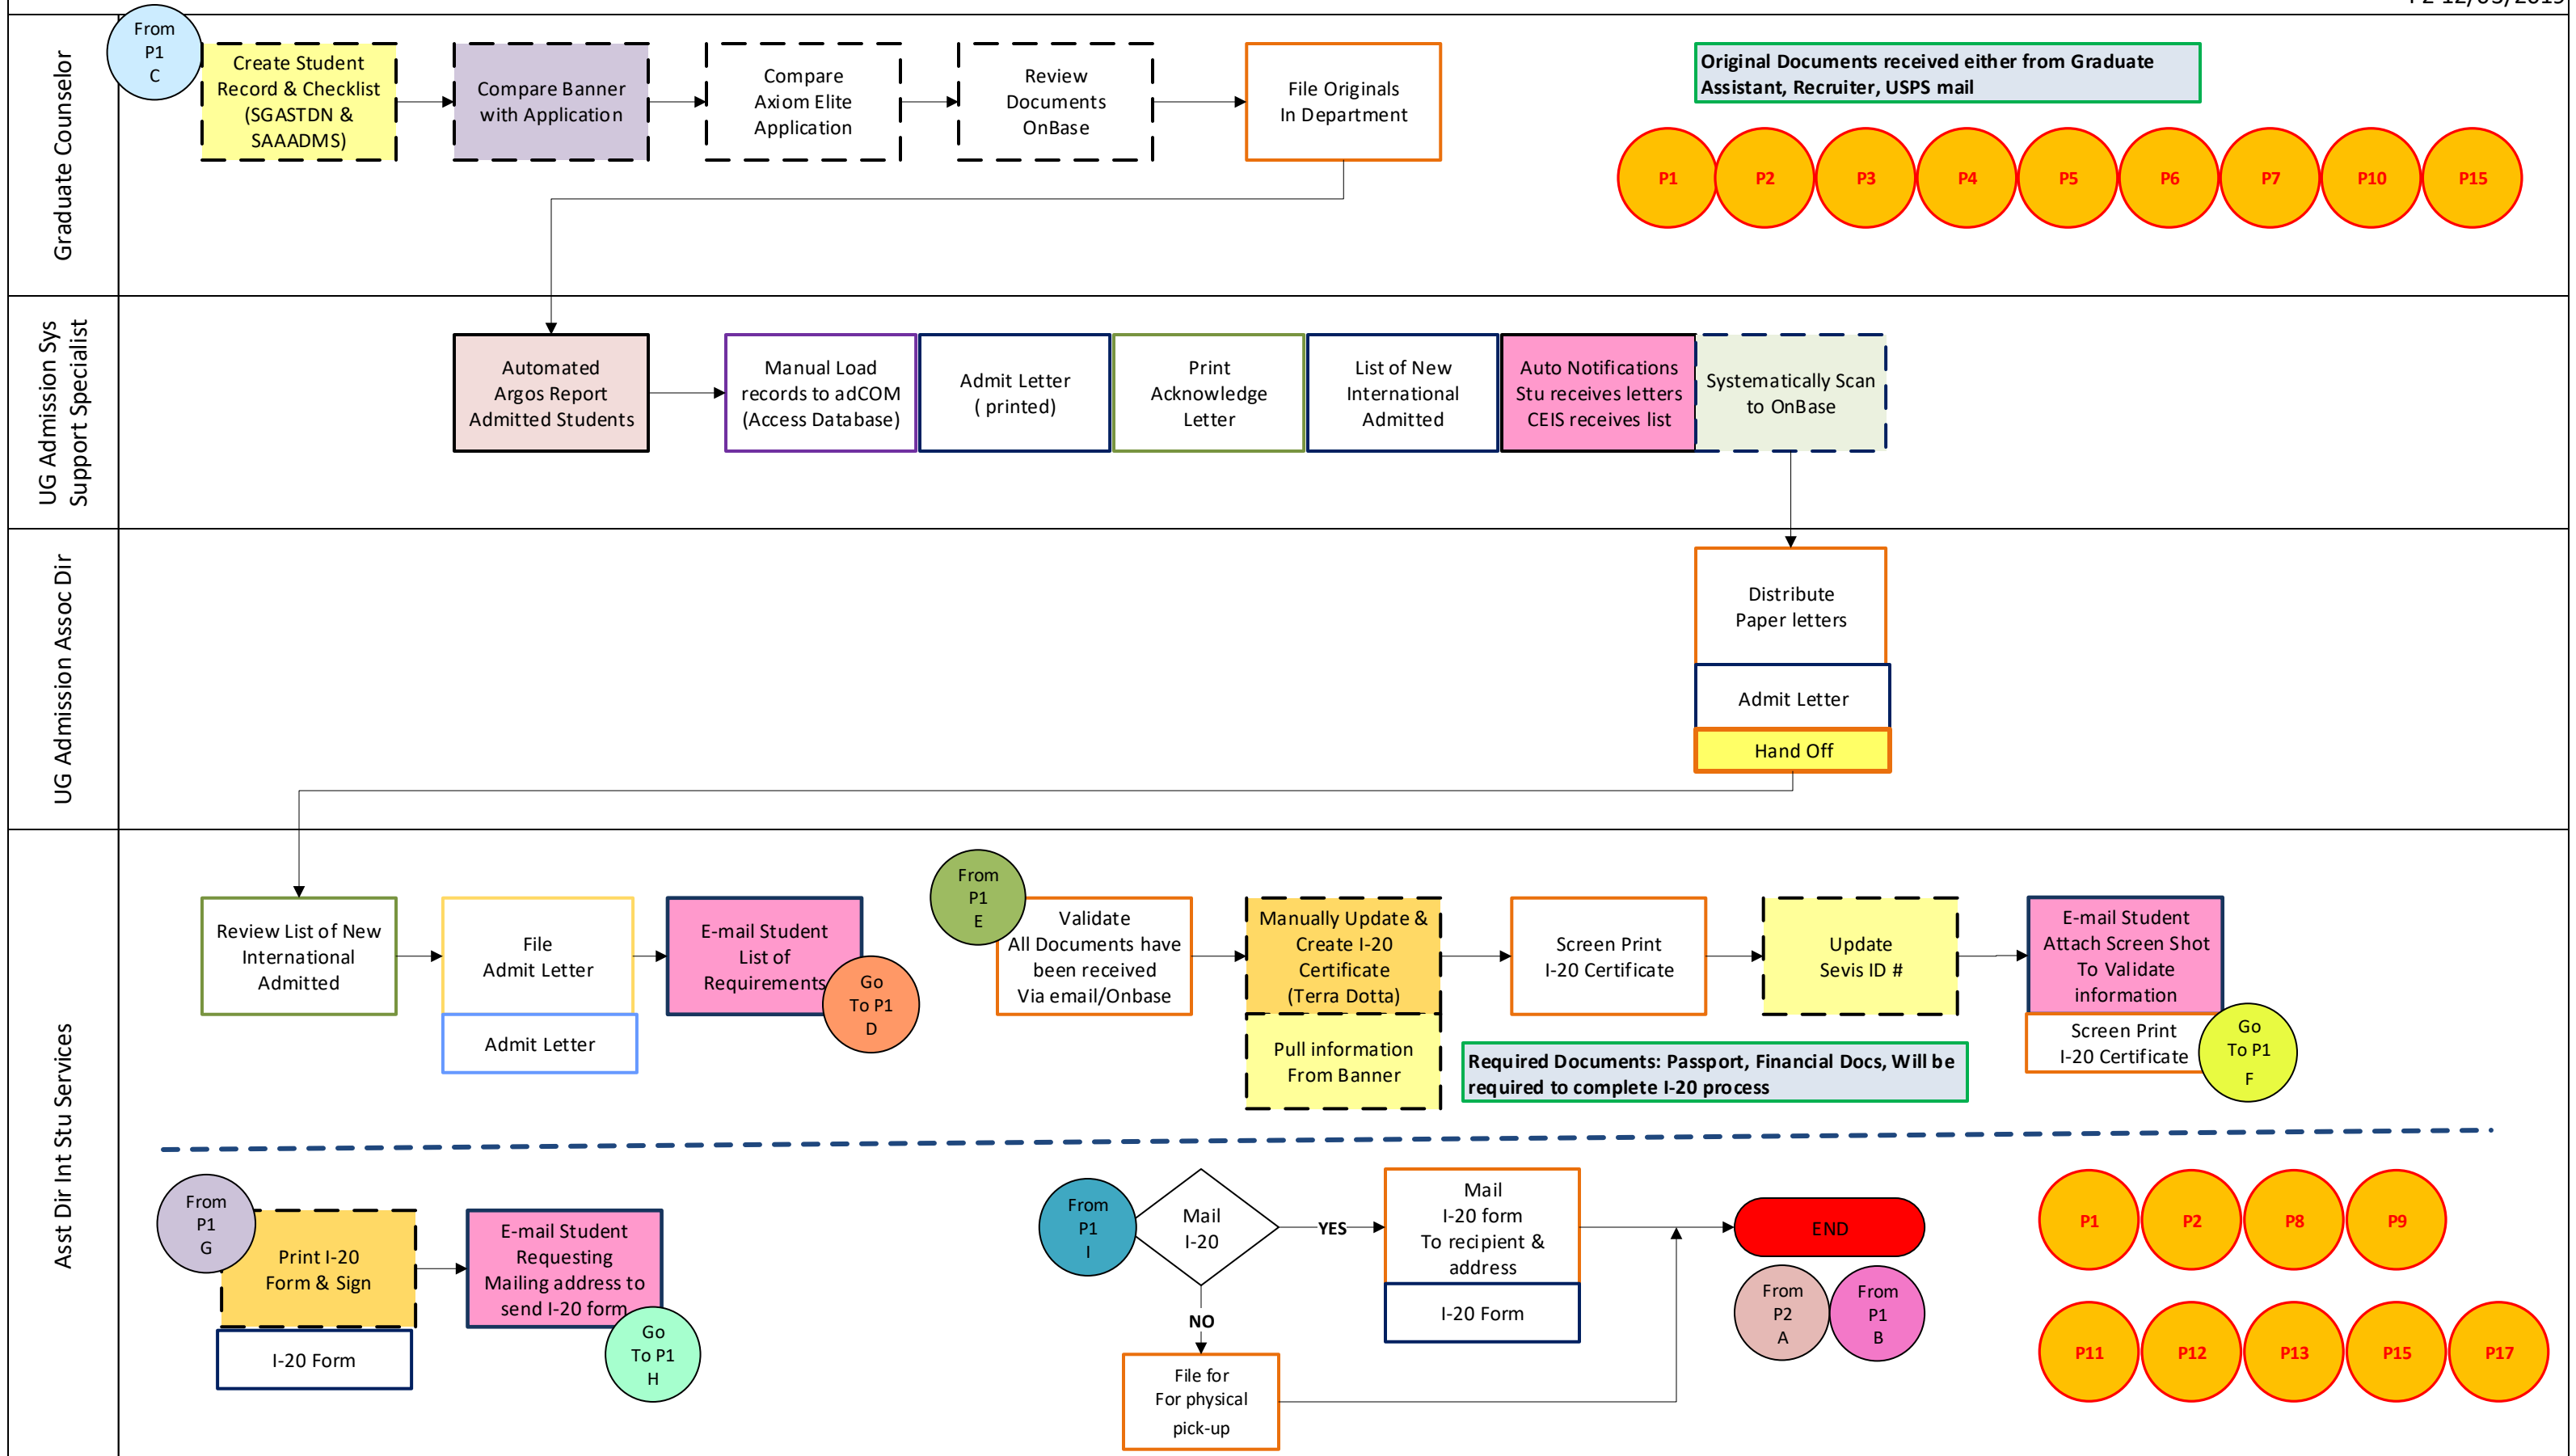 P2 12/03/2019
Graduate Counselor
From
P1
C
Create Student
Record & Checklist
(SGASTDN &
SAAADMS)
Compare Banner
with Application
Compare
Axiom Elite
Application
Review
Documents
OnBase
File Originals
In Department
Original Documents received either from Graduate
Assistant, Recruiter, USPS mail
P1
P2
P3
P4
P5
P6
P7
P10
P15
UG Admission Sys
Support Specialist
Automated
Argos Report
Admitted Students
Manual Load
records to adCOM
(Access Database)
Admit Letter
( printed)
Print
Acknowledge
Letter
List of New
International
Admitted
Auto Notifications
Stu receives letters
CEIS receives list
Systematically Scan
to OnBase
UG Admission Assoc Dir
Distribute
Paper letters
Admit Letter
Hand Off
Asst Dir Int Stu Services
Review List of New
International
Admitted
File
Admit Letter
Admit Letter
E-mail Student
List of
Requirements
Go
To P1
D
From
P1
E
Validate
All Documents have
been received
Via email/Onbase
Manually Update &
Create I-20
Certificate
(Terra Dotta)
Pull information
From Banner
Screen Print
I-20 Certificate
Update
Sevis ID #
E-mail Student
Attach Screen Shot
To Validate
information
Screen Print
I-20 Certificate
Go
To P1
F
Required Documents: Passport, Financial Docs, Will be
required to complete I-20 process
From
P1
G
Print I-20
Form & Sign
I-20 Form
E-mail Student
Requesting
Mailing address to
send I-20 form
Go
To P1
H
From
P1
I
Mail
I-20
YES
NO
Mail
I-20 form
To recipient &
address
I-20 Form
File for
For physical
pick-up
END
From
P2
A
From
P1
B
P1
P2
P8
P9
P11
P12
P13
P15
P17